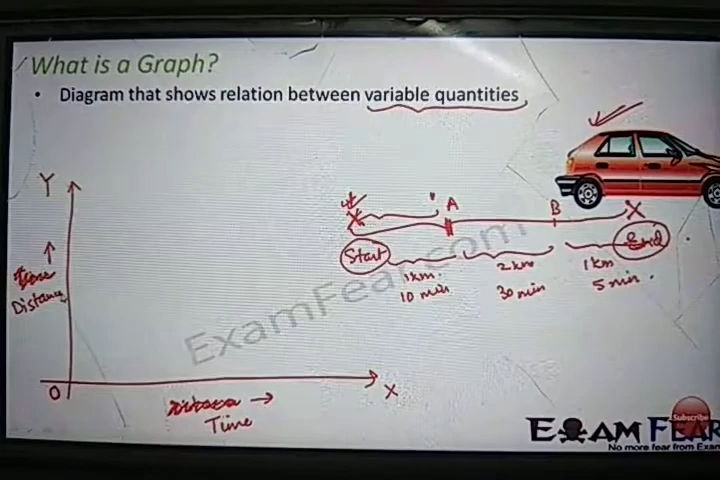 What is a Graph?
• Diagram that shows relation between variable quantities
Y
A
B
X
Start
End
1km.
2km
1km
10 min
30 min
5 min.
Distance
O
X
Time
ExamFear.com
EXAM FEAR
Subscribe
No more fear from Exam